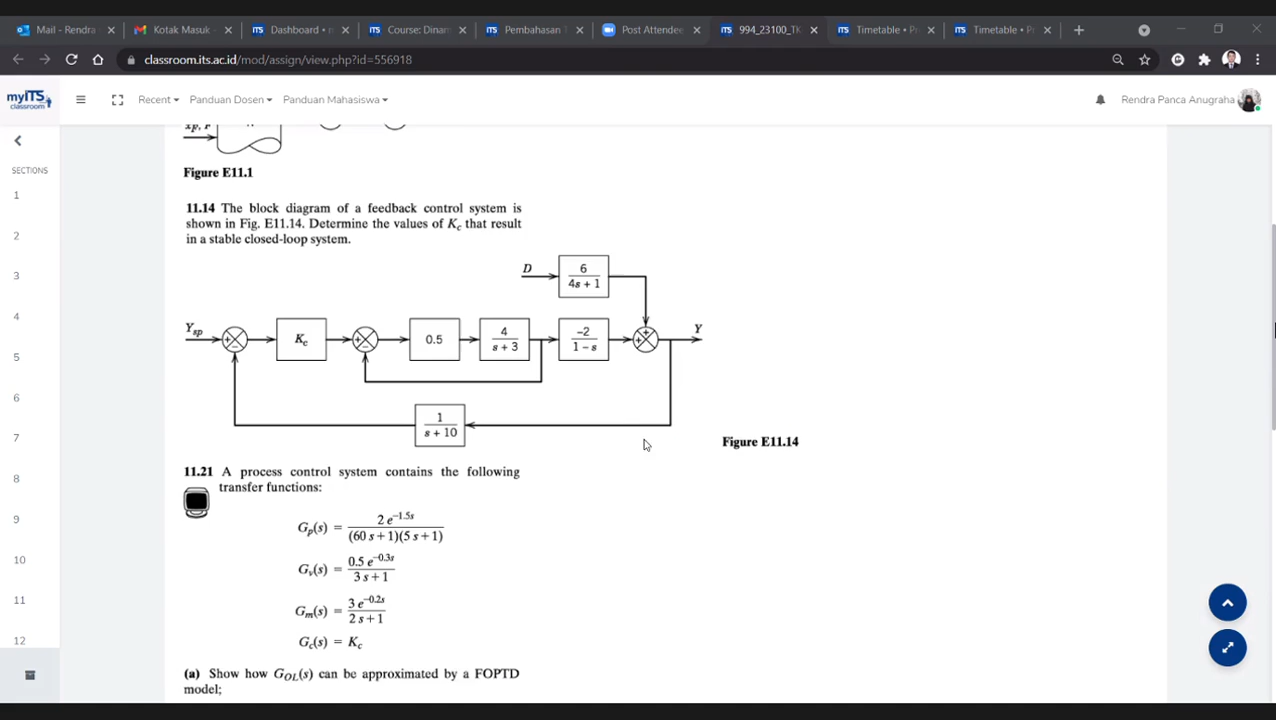 Mail - Rendra
Kotak Masuk
ITS Dashboard •
ITS Course: Dinan
ITS Pembahasan
Post Attendee
ITS 994_23100_TK
ITS Timetable •
ITS Timetable •
classroom.its.ac.id/mod/assign/view.php?id=556918
myITS
classroom
Recent
Panduan Dosen
Panduan Mahasiswa
Rendra Panca Anugraha
SECTIONS
1
2
3
4
5
6
7
8
9
10
11
12
Figure E11.1
11.14 The block diagram of a feedback control system is
shown in Fig. E11.14. Determine the values of Kc that result
in a stable closed-loop system.
D
6
4s + 1
Ysp
+
−
Kc
+
−
0.5
4
s + 3
−2
1 − s
+
+
Y
1
s + 10
Figure E11.14
11.21 A process control system contains the following
transfer functions:
Gp(s) = 2 e^−1.5s / (60 s + 1)(5 s + 1)
Gv(s) = 0.5 e^−0.3s / 3 s + 1
Gm(s) = 3 e^−0.2s / 2 s + 1
Gc(s) = Kc
(a) Show how GOL(s) can be approximated by a FOPTD
model;